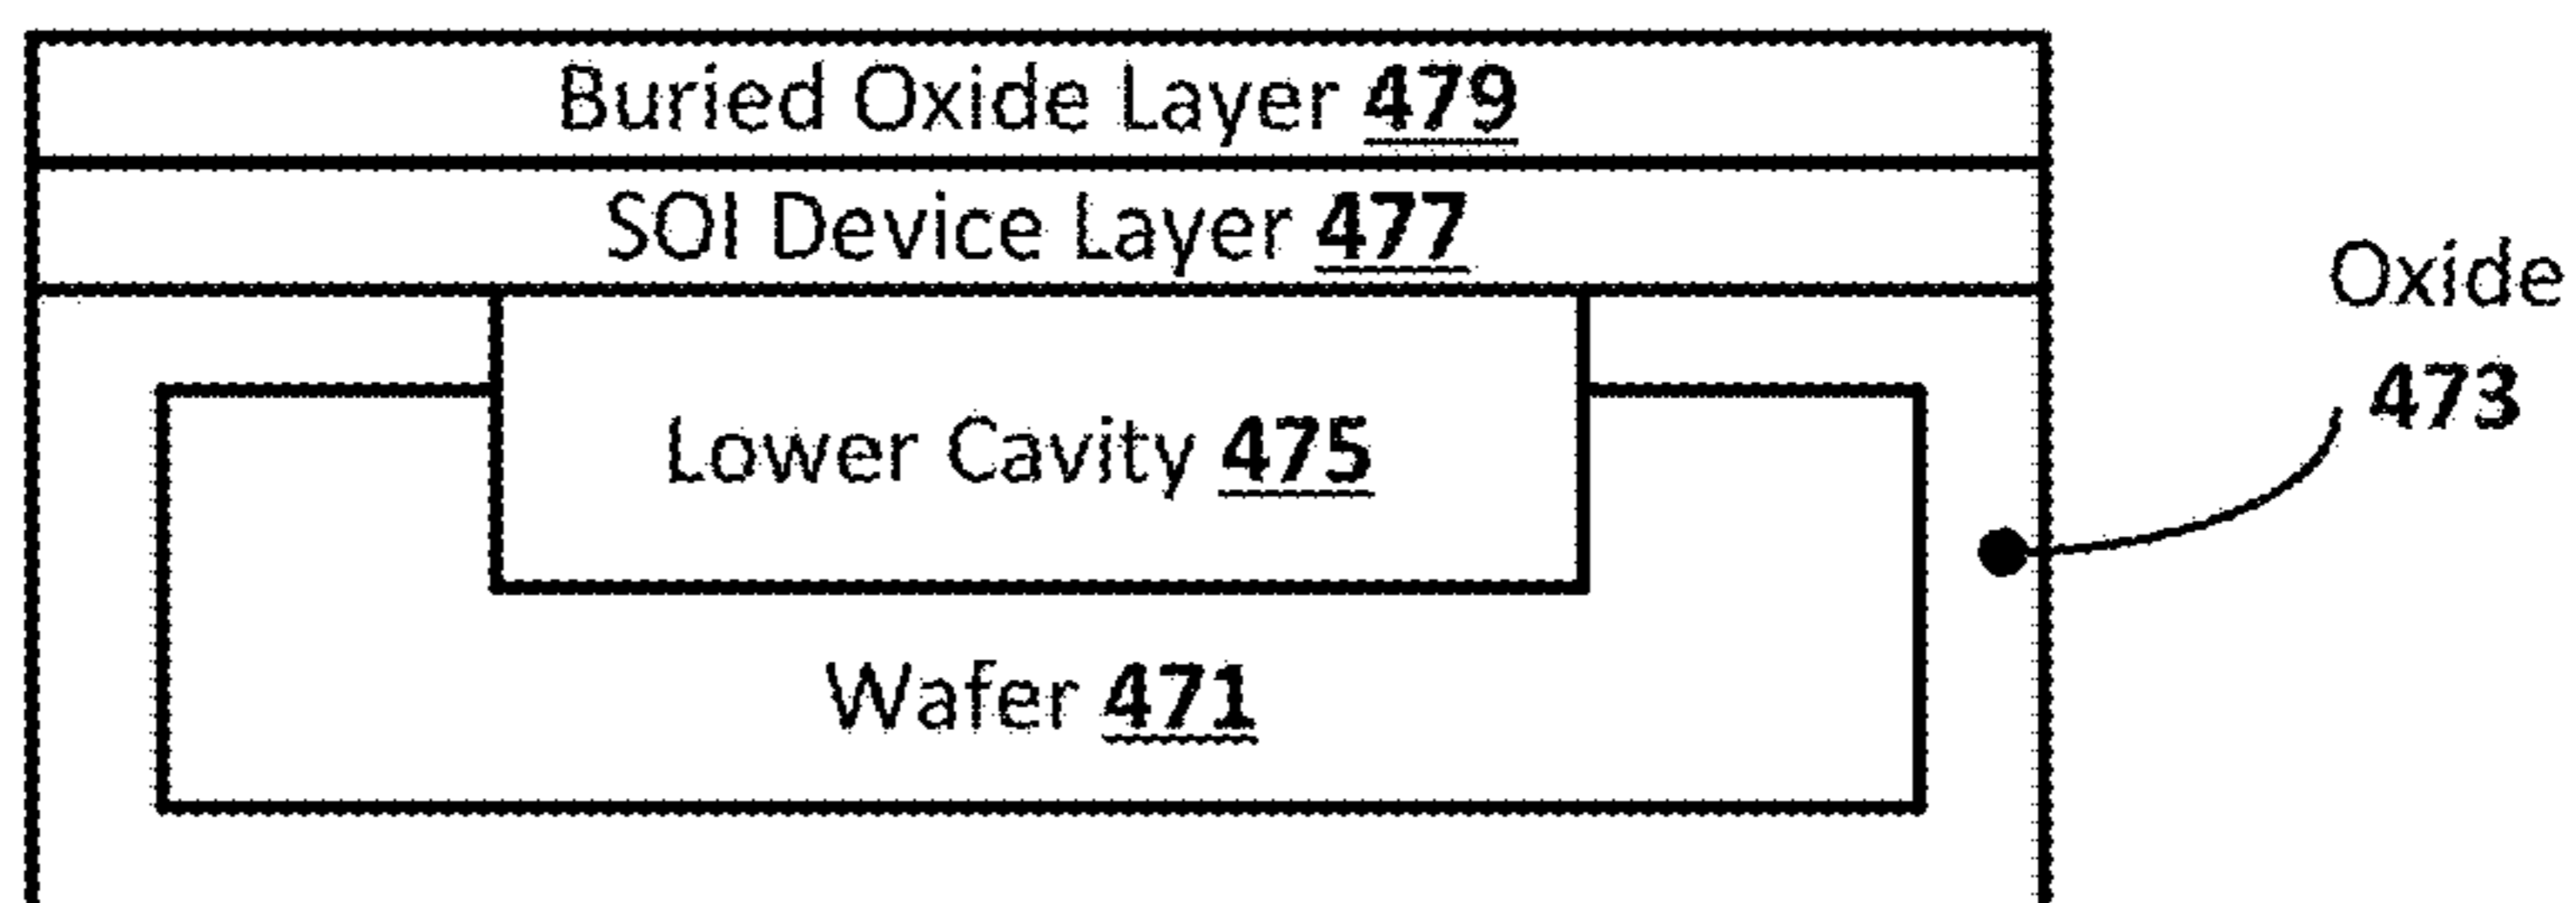 Buried Oxide Layer 479
SOI Device Layer 477
Oxide
473
Lower Cavity 475
Wafer 471